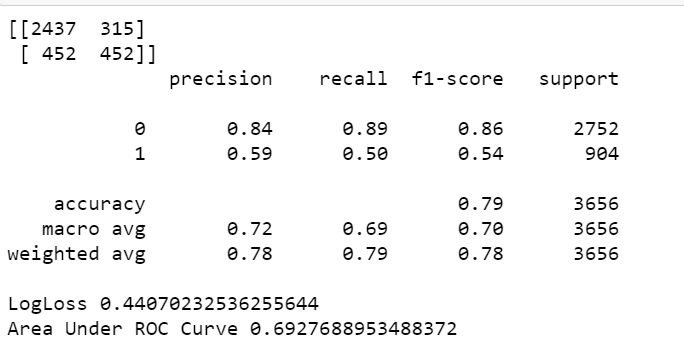 [[2437  315]
 [ 452  452]]
              precision    recall  f1-score   support

           0       0.84      0.89      0.86      2752
           1       0.59      0.50      0.54       904

    accuracy                           0.79      3656
   macro avg       0.72      0.69      0.70      3656
weighted avg       0.78      0.79      0.78      3656

LogLoss 0.44070232536255644
Area Under ROC Curve 0.6927688953488372